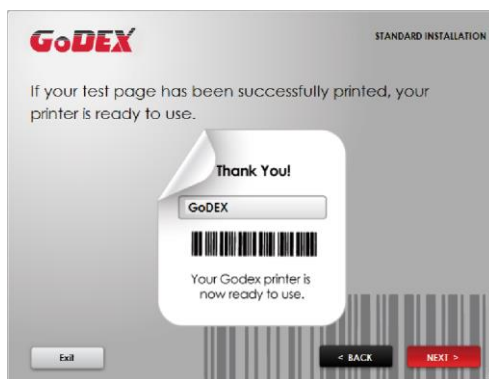 GoDEX
STANDARD INSTALLATION
If your test page has been successfully printed, your
printer is ready to use.
Thank You!
GoDEX
Your Godex printer is
now ready to use.
Exit
< BACK
NEXT >